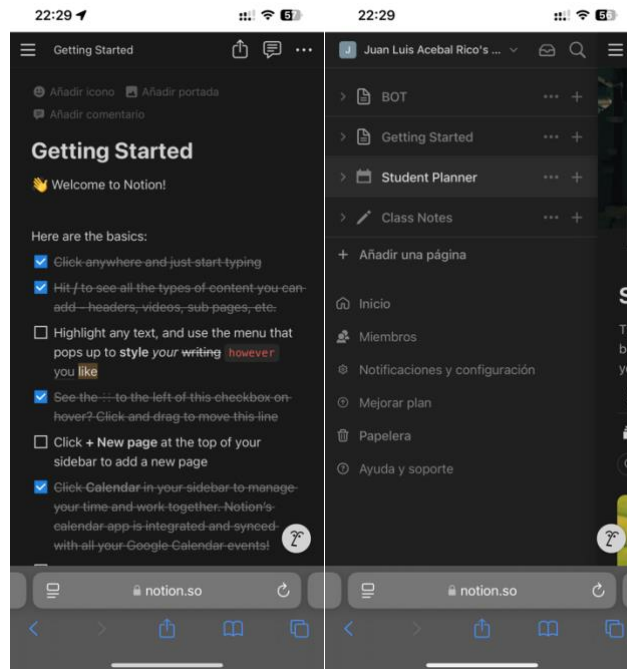 22:29
57
Getting Started
Añadir icono Añadir portada
Añadir comentario
Getting Started
👋 Welcome to Notion!
Here are the basics:
Click anywhere and just start typing
Hit / to see all the types of content you can
add - headers, videos, sub pages, etc.
Highlight any text, and use the menu that
pops up to style your writing however
you like
See the ⋮⋮ to the left of this checkbox on
hover? Click and drag to move this line
Click + New page at the top of your
sidebar to add a new page
Click Calendar in your sidebar to manage
your time and work together. Notion's
calendar app is integrated and synced
with all your Google Calendar events!
notion.so
22:29
J Juan Luis Acebal Rico's ...
BOT
Getting Started
Student Planner
Class Notes
+ Añadir una página
Inicio
Miembros
Notificaciones y configuración
Mejorar plan
Papelera
Ayuda y soporte
notion.so